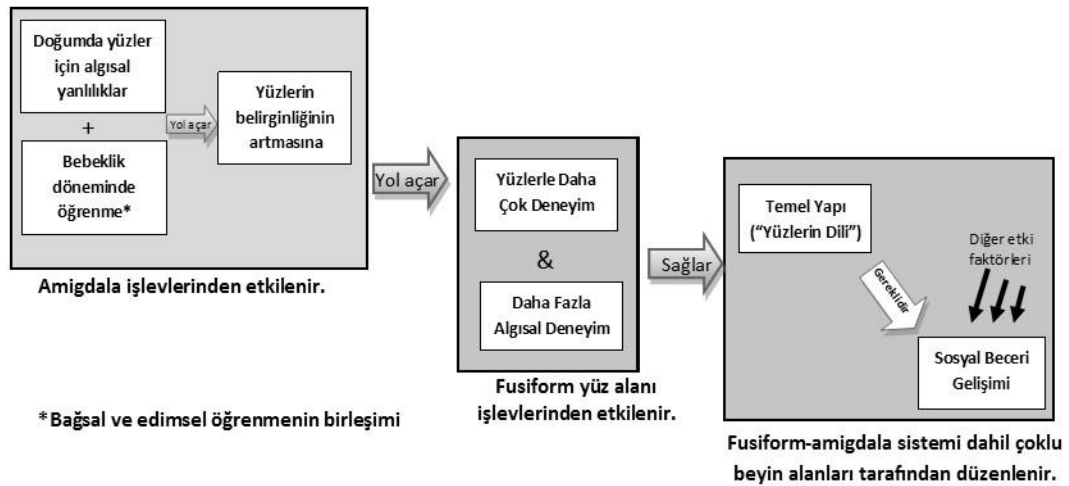 Doğumda yüzler
için algısal
yanlılıklar
+
Bebeklik
döneminde
öğrenme*
Yol açar
Yüzlerin
belirginliğinin
artmasına
Amigdala işlevlerinden etkilenir.
*Bağsal ve edimsel öğrenmenin birleşimi
Yol açar
Yüzlerle Daha
Çok Deneyim
&
Daha Fazla
Algısal Deneyim
Fusiform yüz alanı
işlevlerinden etkilenir.
Sağlar
Temel Yapı
(“Yüzlerin Dili”)
Gereklidir
Diğer etki
faktörleri
Sosyal Beceri
Gelişimi
Fusiform-amigdala sistemi dahil çoklu
beyin alanları tarafından düzenlenir.